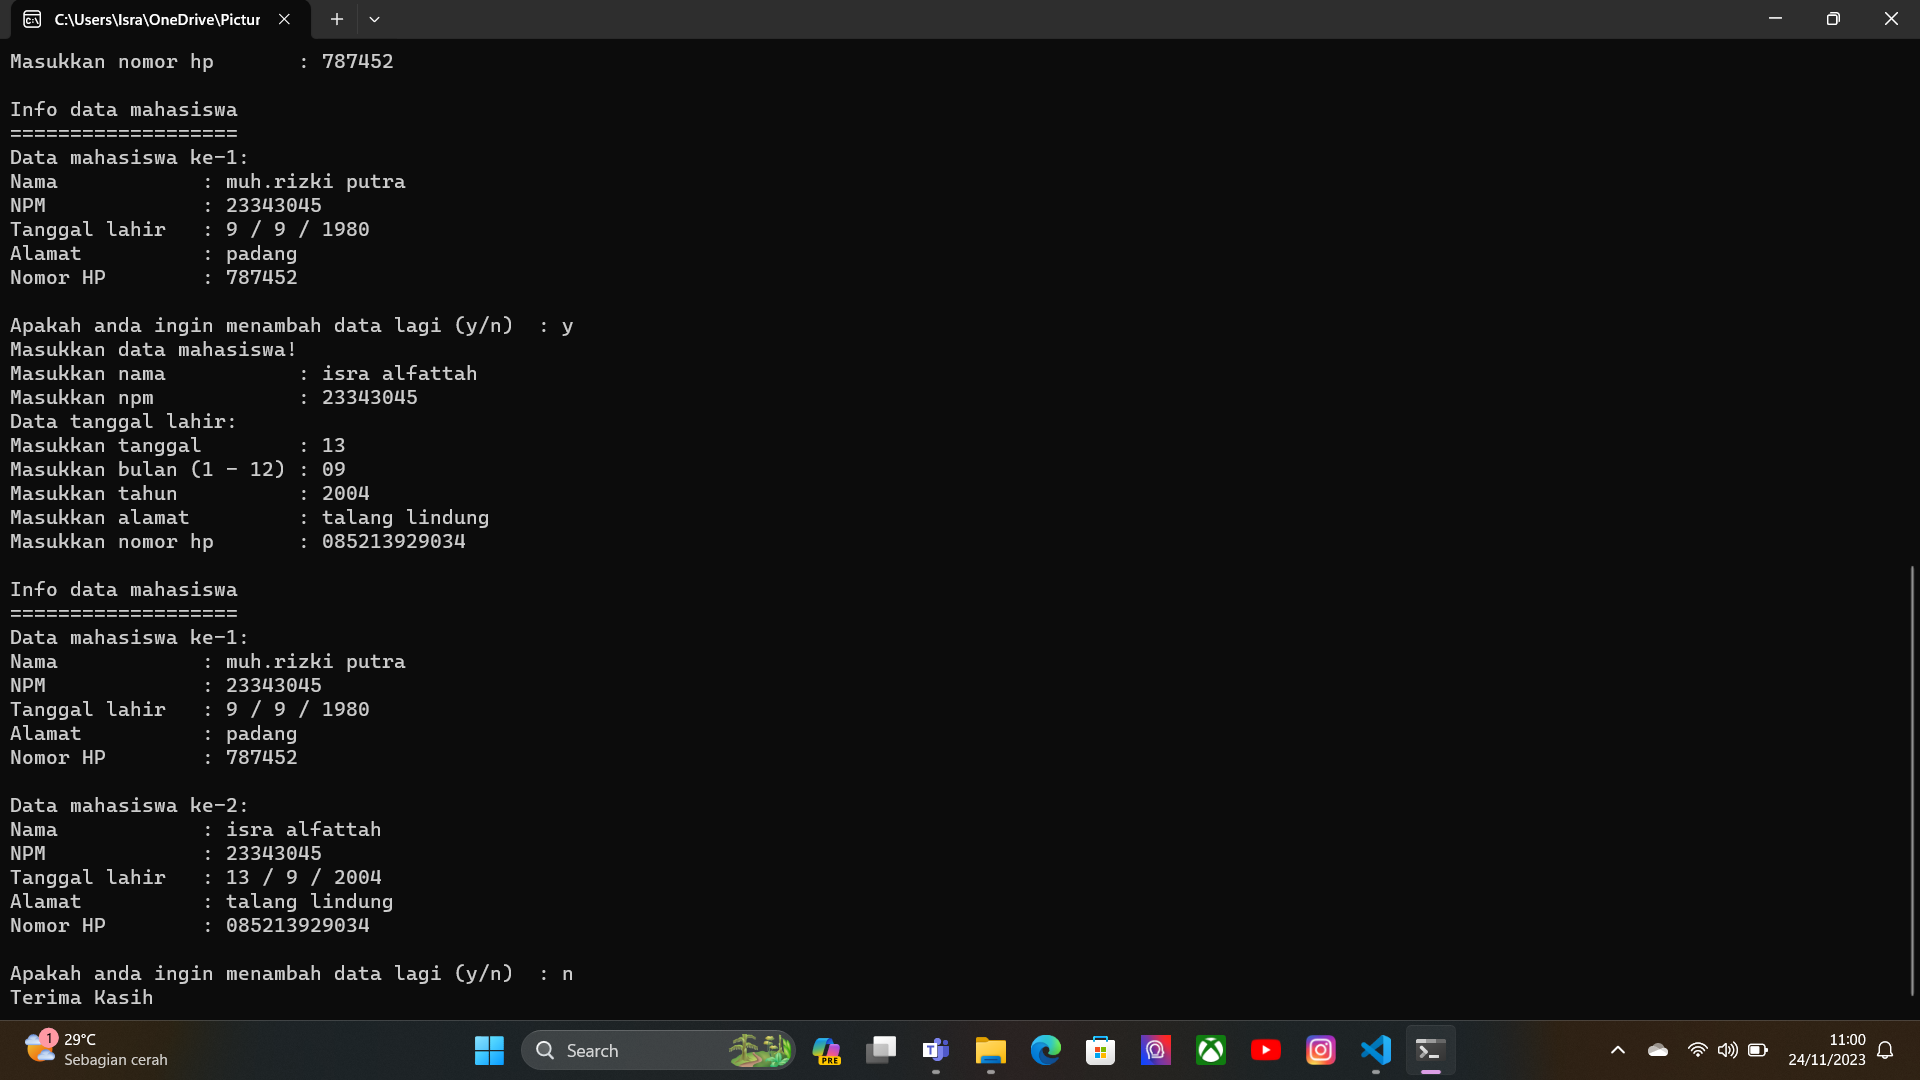 C:\Users\Isra\OneDrive\Pictur
Masukkan nomor hp       : 787452
Info data mahasiswa
===================
Data mahasiswa ke-1:
Nama            : muh.rizki putra
NPM             : 23343045
Tanggal lahir   : 9 / 9 / 1980
Alamat          : padang
Nomor HP        : 787452
Apakah anda ingin menambah data lagi (y/n)  : y
Masukkan data mahasiswa!
Masukkan nama           : isra alfattah
Masukkan npm            : 23343045
Data tanggal lahir:
Masukkan tanggal        : 13
Masukkan bulan (1 - 12) : 09
Masukkan tahun          : 2004
Masukkan alamat         : talang lindung
Masukkan nomor hp       : 085213929034
Info data mahasiswa
===================
Data mahasiswa ke-1:
Nama            : muh.rizki putra
NPM             : 23343045
Tanggal lahir   : 9 / 9 / 1980
Alamat          : padang
Nomor HP        : 787452
Data mahasiswa ke-2:
Nama            : isra alfattah
NPM             : 23343045
Tanggal lahir   : 13 / 9 / 2004
Alamat          : talang lindung
Nomor HP        : 085213929034
Apakah anda ingin menambah data lagi (y/n)  : n
Terima Kasih
1
29°C
Sebagian cerah
Search
PRE
11:00
24/11/2023